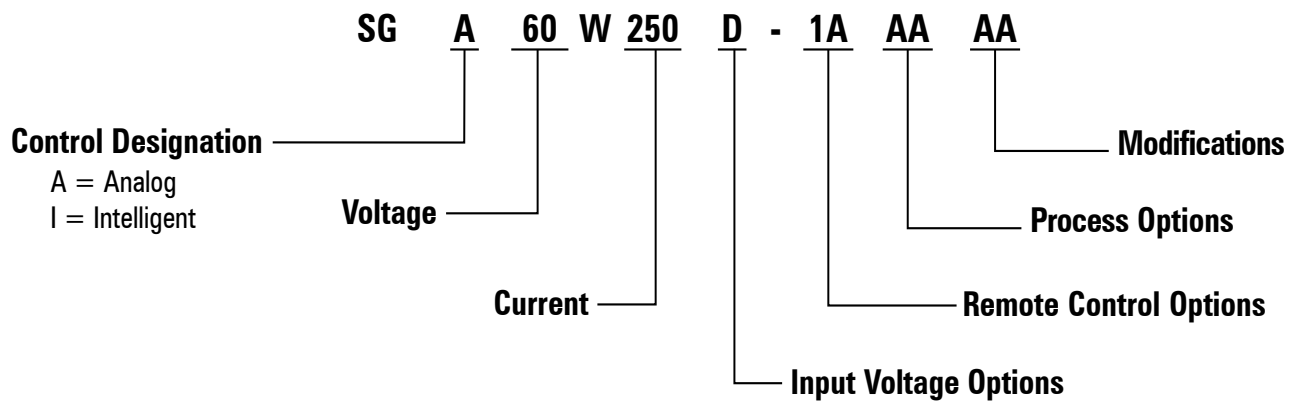 SG A 60 W 250 D - 1A AA AA
Control Designation
A = Analog
I = Intelligent
Voltage
Current
Modifications
Process Options
Remote Control Options
Input Voltage Options